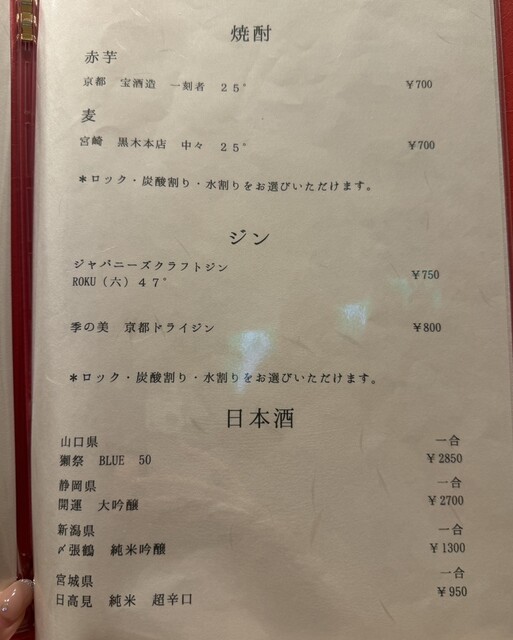 焼酎
赤芋
京都 宝酒造 一刻者 25° ¥700
麦
宮崎 黒木本店 中々 25° ¥700
*ロック・炭酸割り・水割りをお選びいただけます。
ジン
ジャパニーズクラフトジン
ROKU(六)47° ¥750
季の美 京都ドライジン ¥800
*ロック・炭酸割り・水割りをお選びいただけます。
日本酒
山口県 一合
獺祭 BLUE 50 ¥2850
静岡県 一合
開運 大吟醸 ¥2700
新潟県 一合
〆張鶴 純米吟醸 ¥1300
宮城県 一合
日高見 純米 超辛口 ¥950